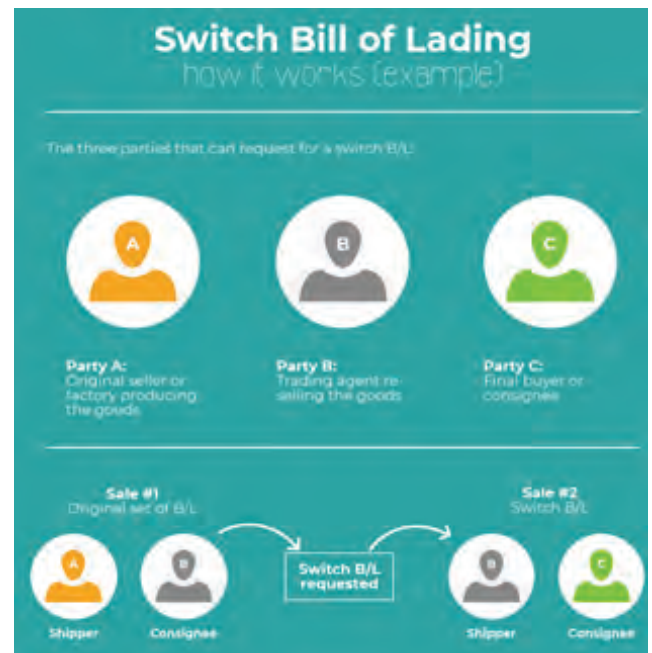 Switch Bill of Lading
how it works (example)
The three parties that can request for a switch B/L:
A
B
C
Party A:
Original seller or
factory producing
the goods
Party B:
Trading agent re-
selling the goods
Party C:
Final buyer or
consignee
Sale #1
Original set of B/L
A
B
Shipper
Consignee
Switch B/L
requested
Sale #2
Switch B/L
B
C
Shipper
Consignee